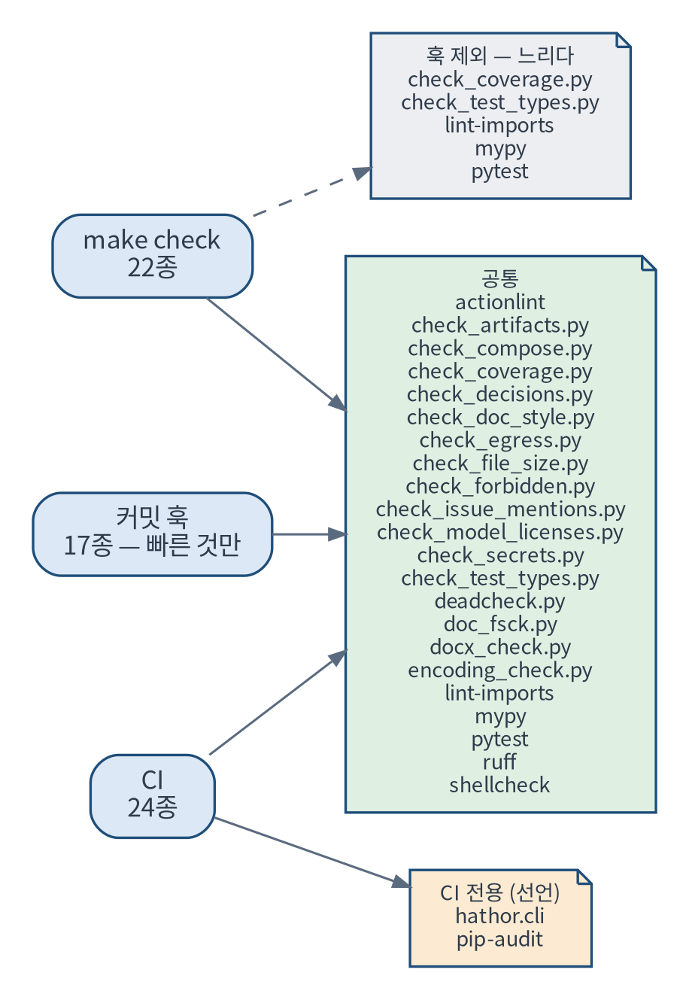 훅 제외 — 느리다
check_coverage.py
check_test_types.py
lint-imports
mypy
pytest
make check
22종
공통
actionlint
check_artifacts.py
check_compose.py
check_coverage.py
check_decisions.py
check_doc_style.py
check_egress.py
check_file_size.py
check_forbidden.py
check_issue_mentions.py
check_model_licenses.py
check_secrets.py
check_test_types.py
deadcheck.py
doc_fsck.py
docx_check.py
encoding_check.py
lint-imports
mypy
pytest
ruff
shellcheck
커밋 훅
17종 — 빠른 것만
CI
24종
CI 전용 (선언)
hathor.cli
pip-audit